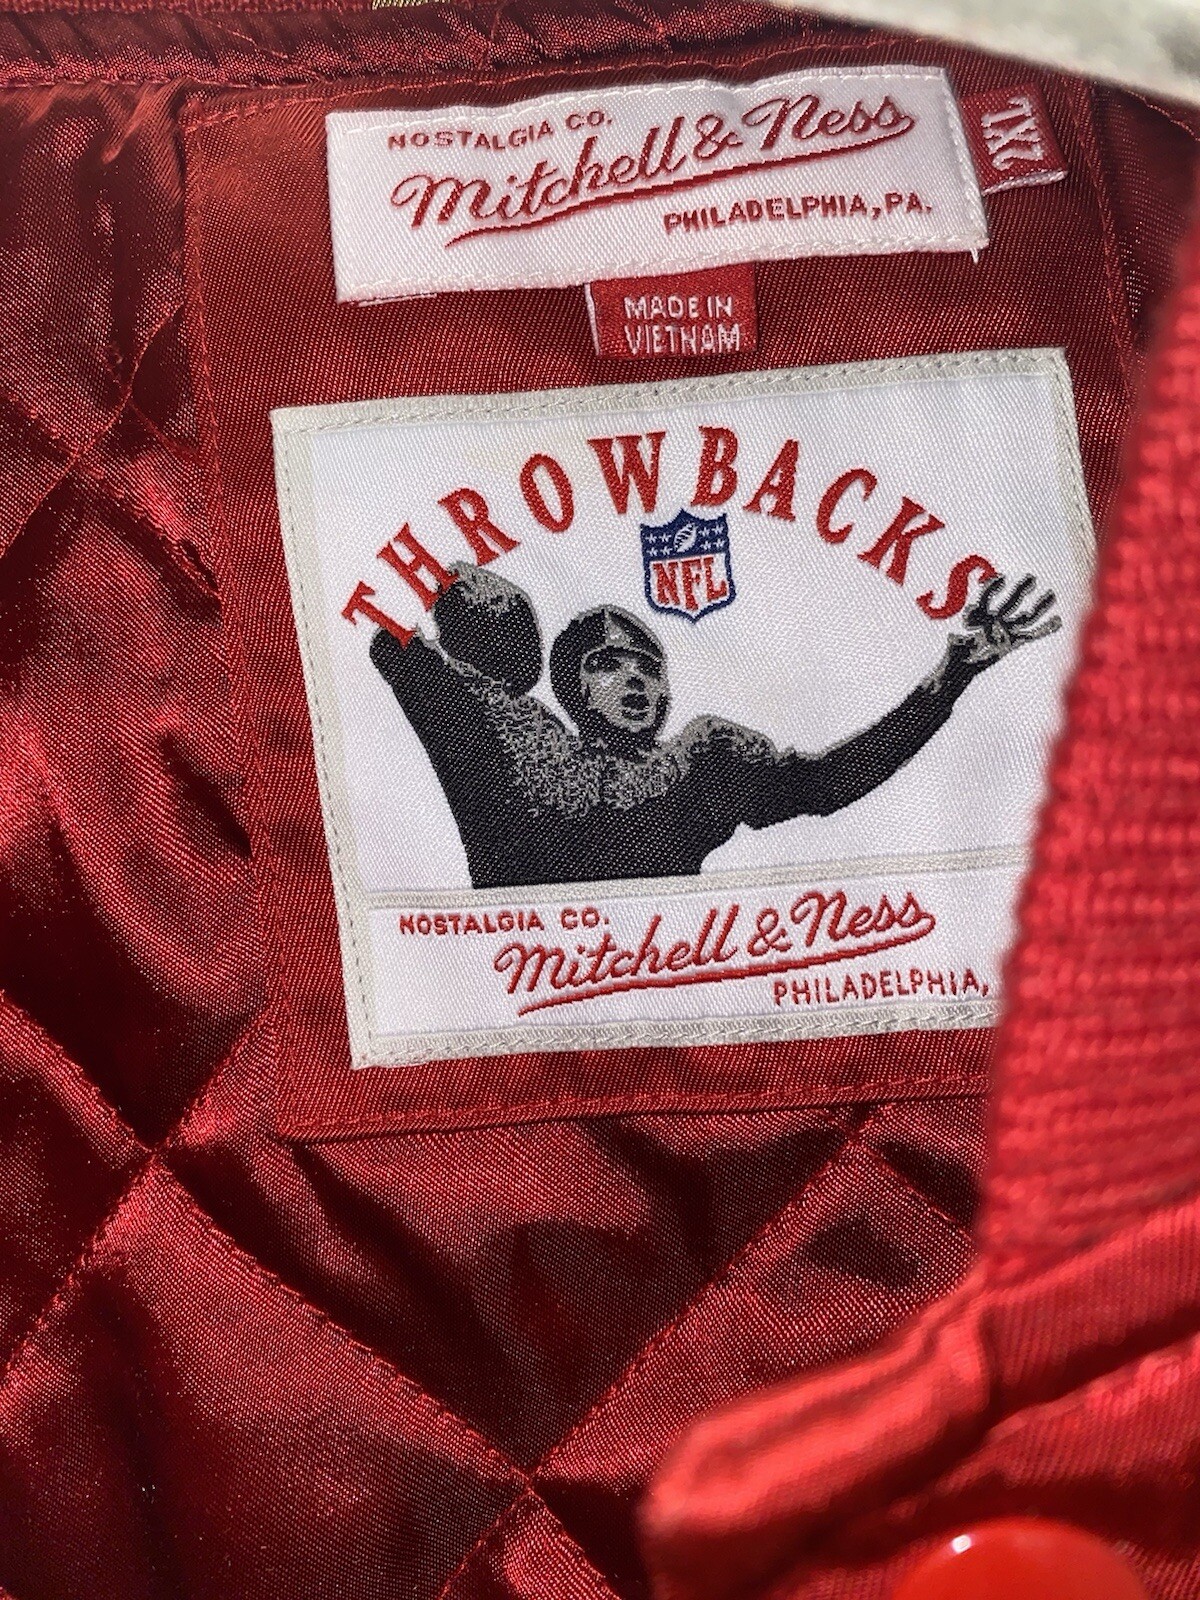 NOSTALGIA CO.
Mitchell & Ness
PHILADELPHIA, PA.
2XL
MADE IN
VIETNAM
THROWBACKS
NFL
NOSTALGIA CO.
Mitchell & Ness
PHILADELPHIA,